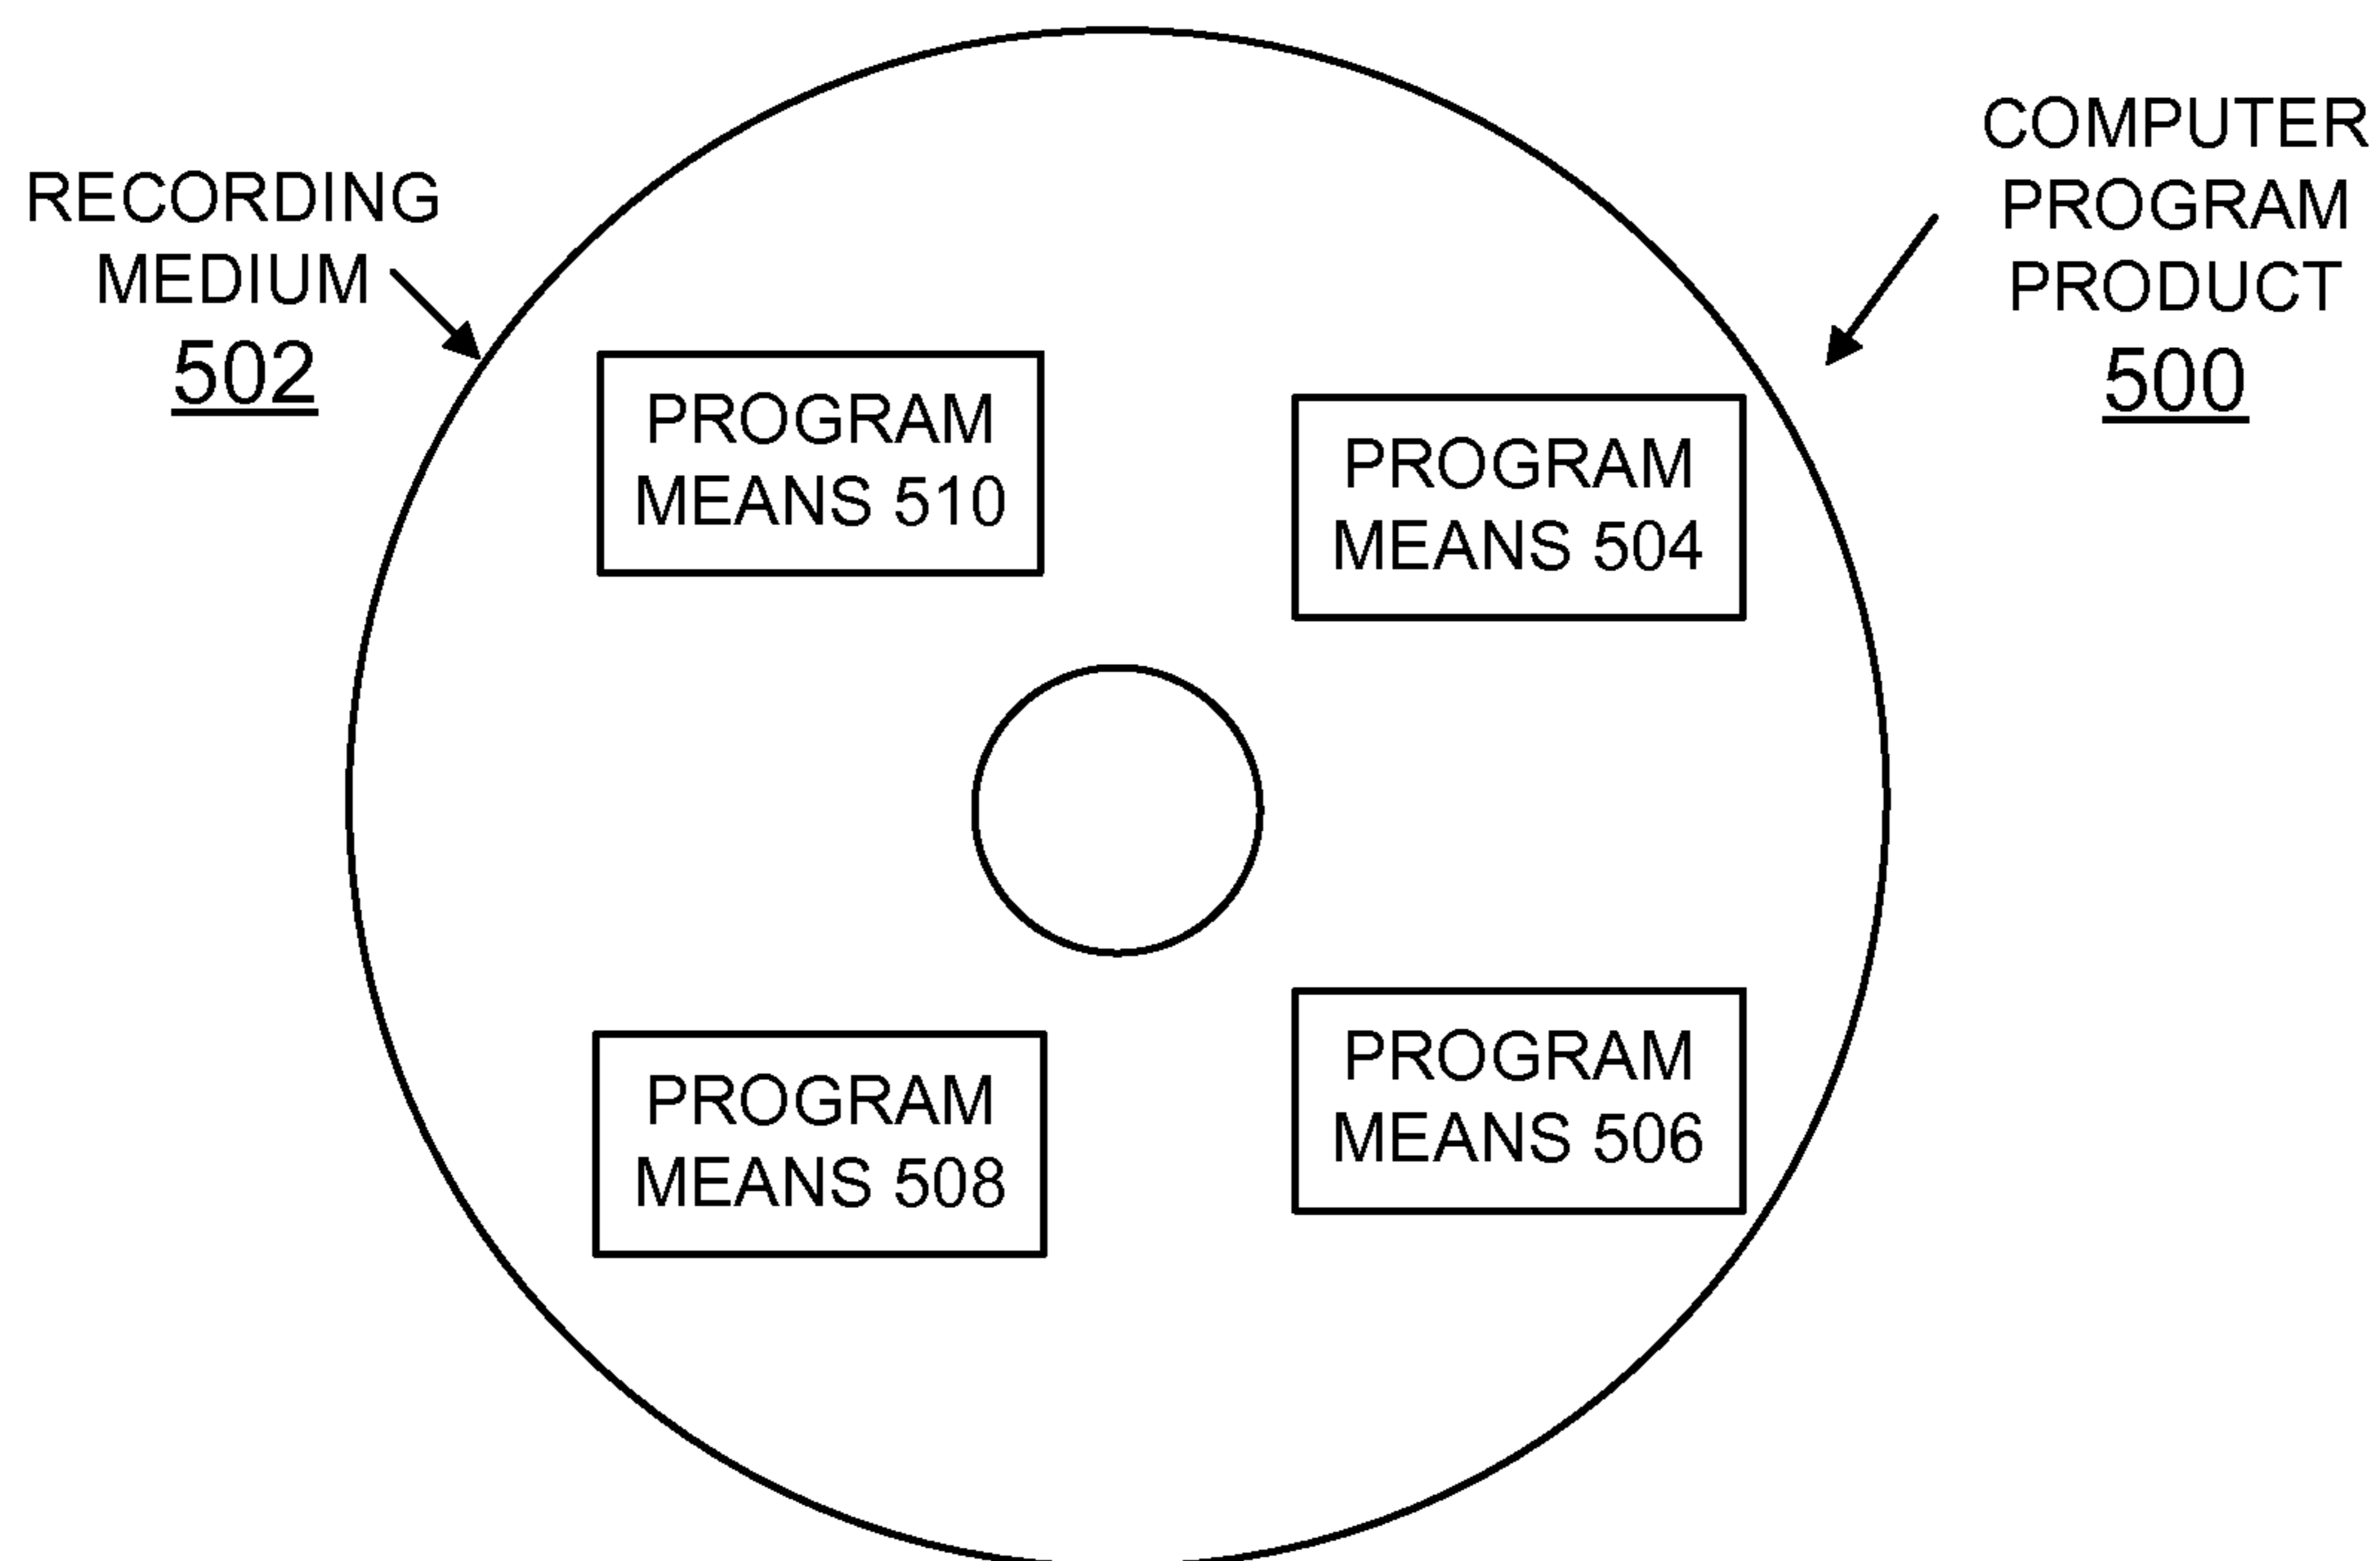 RECORDING
MEDIUM
502
COMPUTER
PROGRAM
PRODUCT
500
PROGRAM
MEANS 510
PROGRAM
MEANS 504
PROGRAM
MEANS 508
PROGRAM
MEANS 506